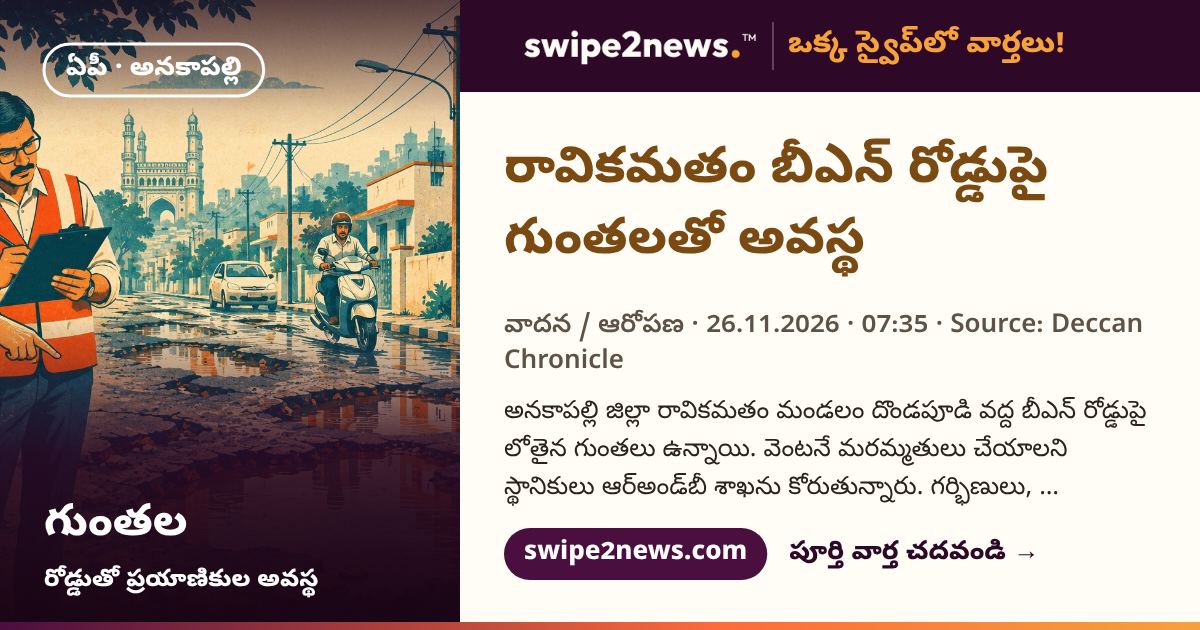 ఏపీ · అనకాపల్లి
swipe2news.™
ఒక్క స్వైప్‌లో వార్తలు!
రావికమతం బీఎన్ రోడ్డుపై
గుంతలతో అవస్థ
వాదన / ఆరోపణ · 26.11.2026 · 07:35 · Source: Deccan
Chronicle
అనకాపల్లి జిల్లా రావికమతం మండలం దొండపూడి వద్ద బీఎన్ రోడ్డుపై
లోతైన గుంతలు ఉన్నాయి. వెంటనే మరమ్మతులు చేయాలని
స్థానికులు ఆర్అండ్‌బీ శాఖను కోరుతున్నారు. గర్భిణులు, ...
గుంతల
రోడ్డుతో ప్రయాణికుల అవస్థ
swipe2news.com
పూర్తి వార్త చదవండి →